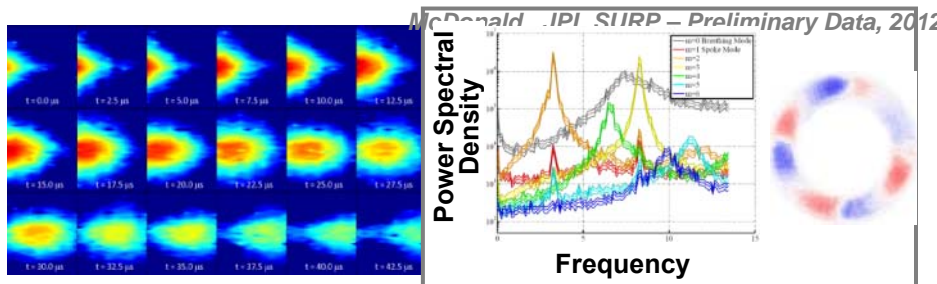 McDonald, JPL SURP – Preliminary Data, 2012
t = 0.0 µs
t = 2.5 µs
t = 5.0 µs
t = 7.5 µs
t = 10.0 µs
t = 12.5 µs
t = 15.0 µs
t = 17.5 µs
t = 20.0 µs
t = 22.5 µs
t = 25.0 µs
t = 27.5 µs
t = 30.0 µs
t = 32.5 µs
t = 35.0 µs
t = 37.5 µs
t = 40.0 µs
t = 42.5 µs
Power Spectral
Density
m=0 Breathing Mode
m=1 Spoke Mode
m=2
m=3
m=4
m=5
m=6
0
5
10
15
Frequency